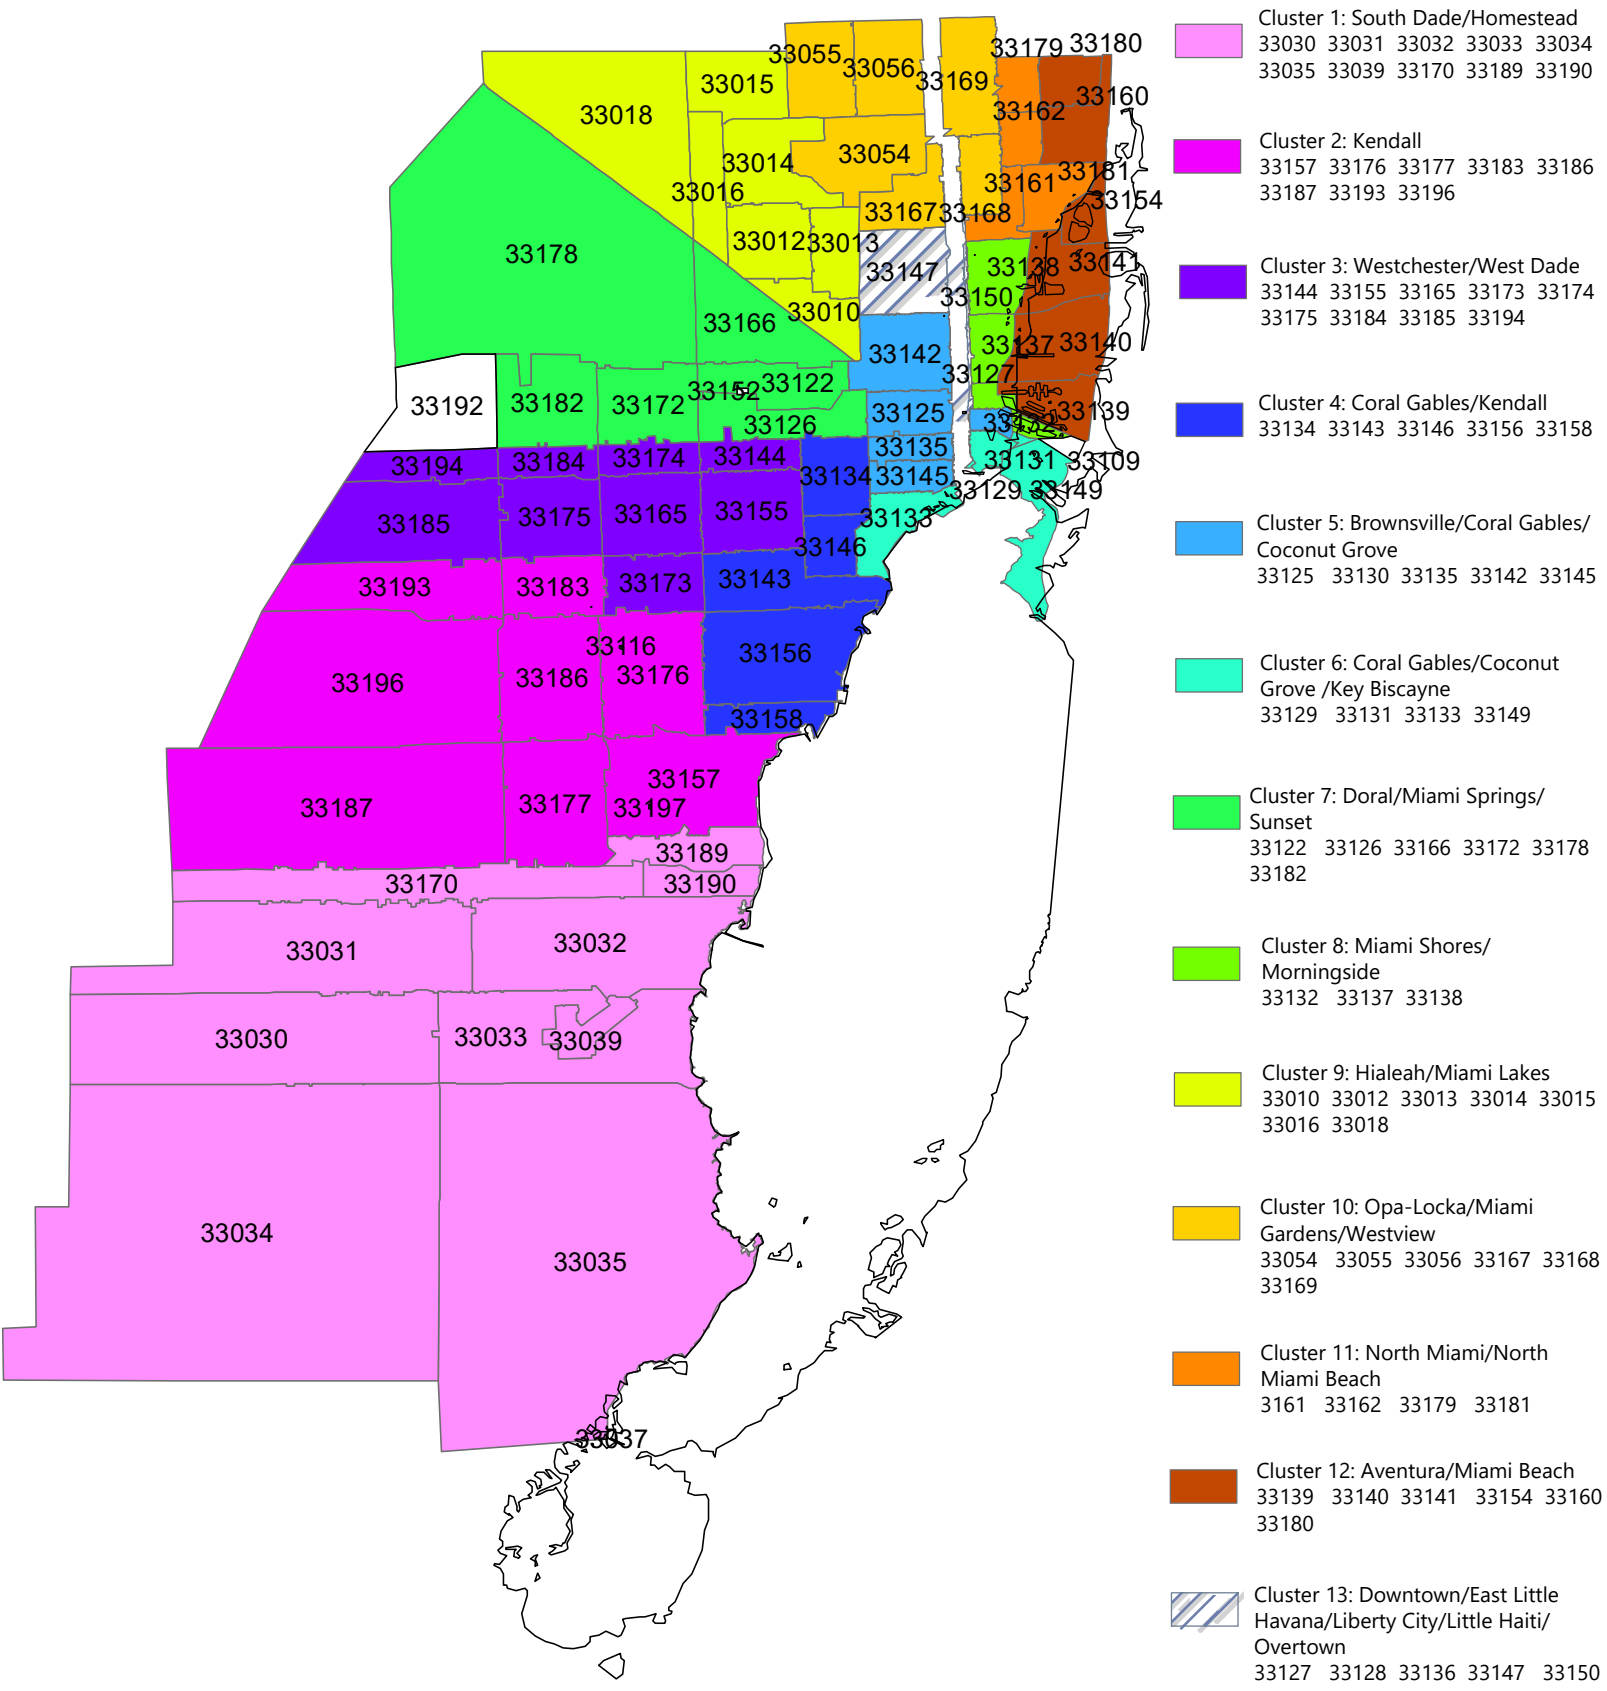 33179 33180
33055
33056
33169
33015
33018
33160
33162
33014
33054
33016
33161
33181
33154
33167
33168
33012
33013
33178
33147
33138
33141
33150
33010
33166
33142
33137
33140
33127
33152
33122
33192
33182
33172
33125
33139
33132
33126
33135
33194
33184
33174
33144
33134
33145
33131
33109
33129
33149
33185
33175
33165
33155
33133
33146
33193
33183
33173
33143
33116
33156
33196
33186
33176
33158
33157
33187
33177
33197
33189
33170
33190
33031
33032
33030
33033
33039
33034
33035
33037
Cluster 1: South Dade/Homestead
33030 33031 33032 33033 33034
33035 33039 33170 33189 33190
Cluster 2: Kendall
33157 33176 33177 33183 33186
33187 33193 33196
Cluster 3: Westchester/West Dade
33144 33155 33165 33173 33174
33175 33184 33185 33194
Cluster 4: Coral Gables/Kendall
33134 33143 33146 33156 33158
Cluster 5: Brownsville/Coral Gables/
Coconut Grove
33125 33130 33135 33142 33145
Cluster 6: Coral Gables/Coconut
Grove /Key Biscayne
33129 33131 33133 33149
Cluster 7: Doral/Miami Springs/
Sunset
33122 33126 33166 33172 33178
33182
Cluster 8: Miami Shores/
Morningside
33132 33137 33138
Cluster 9: Hialeah/Miami Lakes
33010 33012 33013 33014 33015
33016 33018
Cluster 10: Opa-Locka/Miami
Gardens/Westview
33054 33055 33056 33167 33168
33169
Cluster 11: North Miami/North
Miami Beach
3161 33162 33179 33181
Cluster 12: Aventura/Miami Beach
33139 33140 33141 33154 33160
33180
Cluster 13: Downtown/East Little
Havana/Liberty City/Little Haiti/
Overtown
33127 33128 33136 33147 33150